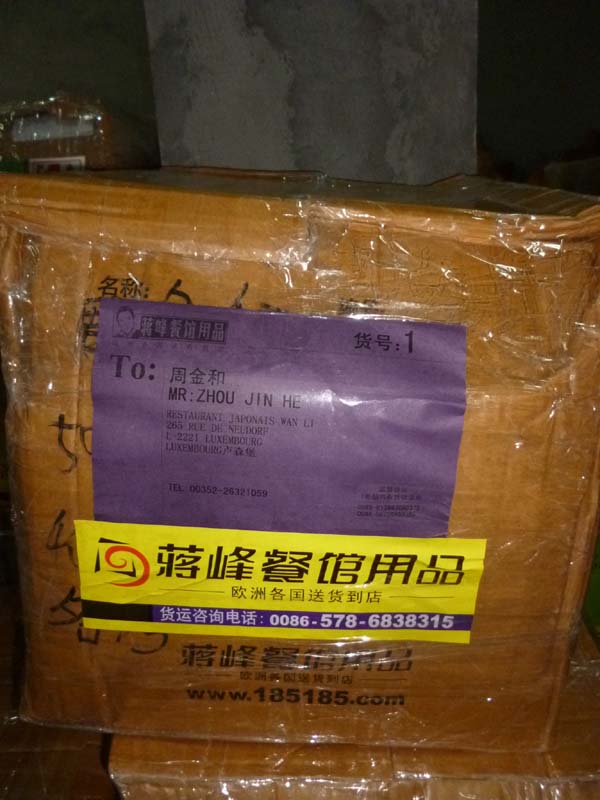 名称:
蒋峰餐馆用品
货号:1
To: 周金和
MR:ZHOU JIN HE
RESTAURANT JAPONAIS WAN LI
265 RUE DE NEUDORF
L-2221 LUXEMBOURG
LUXEMBOURG卢森堡
TEL 00352-26321059
蒋峰餐馆用品
欧洲各国送货到店
货运咨询电话: 0086-578-6838315
蒋峰餐馆用品
欧洲各国送货到店
www.185185.com